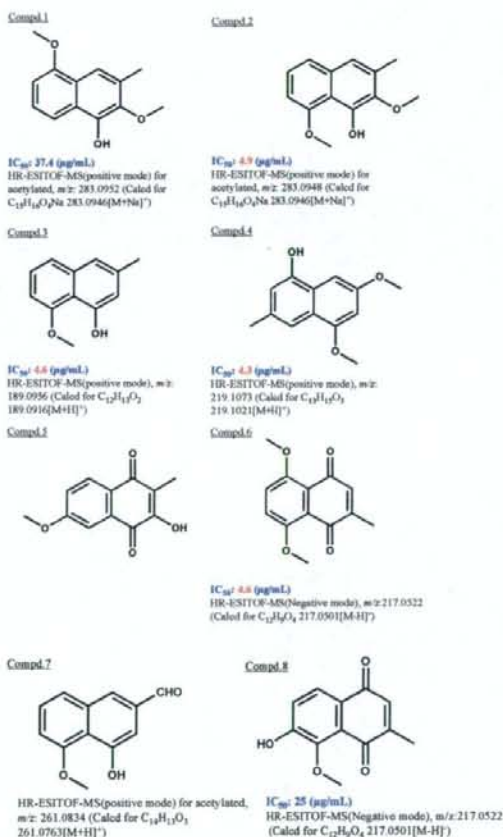 Compd.1
Compd.2
IC₅₀: 37.4 (µg/mL)
HR-ESITOF-MS(positive mode) for
acetylated, m/z: 283.0952 (Calcd for
C₁₅H₁₆O₄Na 283.0946[M+Na]⁺)
IC₅₀: 4.9 (µg/mL)
HR-ESITOF-MS(positive mode) for
acetylated, m/z: 283.0948 (Calcd for
C₁₅H₁₆O₄Na 283.0946[M+Na]⁺)
Compd.3
Compd.4
IC₅₀: 4.6 (µg/mL)
HR-ESITOF-MS(positive mode), m/z:
189.0956 (Calcd for C₁₂H₁₃O₂
189.0916[M+H]⁺)
IC₅₀: 4.3 (µg/mL)
HR-ESITOF-MS(positive mode), m/z:
219.1073 (Calcd for C₁₃H₁₅O₃
219.1021[M+H]⁺)
Compd.5
Compd.6
IC₅₀: 4.6 (µg/mL)
HR-ESITOF-MS(Negative mode), m/z:217.0522
(Calcd for C₁₂H₉O₄ 217.0501[M-H]⁻)
Compd.7
Compd.8
HR-ESITOF-MS(positive mode) for acetylated,
m/z: 261.0834 (Calcd for C₁₄H₁₃O₃
261.0763[M+H]⁺)
IC₅₀: 25 (µg/mL)
HR-ESITOF-MS(Negative mode), m/z:217.0522
(Calcd for C₁₂H₉O₄ 217.0501[M-H]⁻)